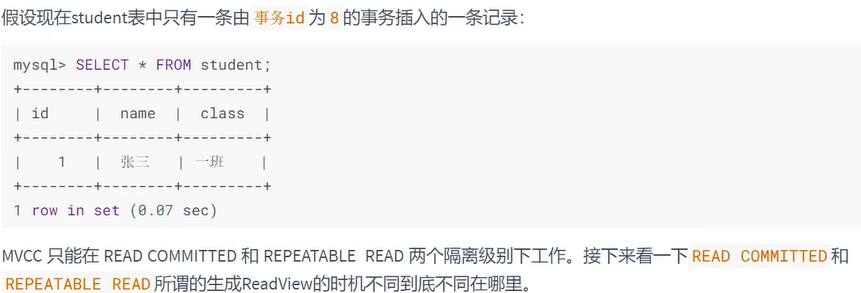 假设现在student表中只有一条由 事务id 为 8 的事务插入的一条记录：
mysql> SELECT * FROM student;
+--------+--------+---------+
| id     |  name  |  class  |
+--------+--------+---------+
|    1   |  张三  | 一班    |
+--------+--------+---------+
1 row in set (0.07 sec)
MVCC 只能在 READ COMMITTED 和 REPEATABLE READ 两个隔离级别下工作。接下来看一下 READ COMMITTED 和
REPEATABLE READ 所谓的生成ReadView的时机不同到底不同在哪里。